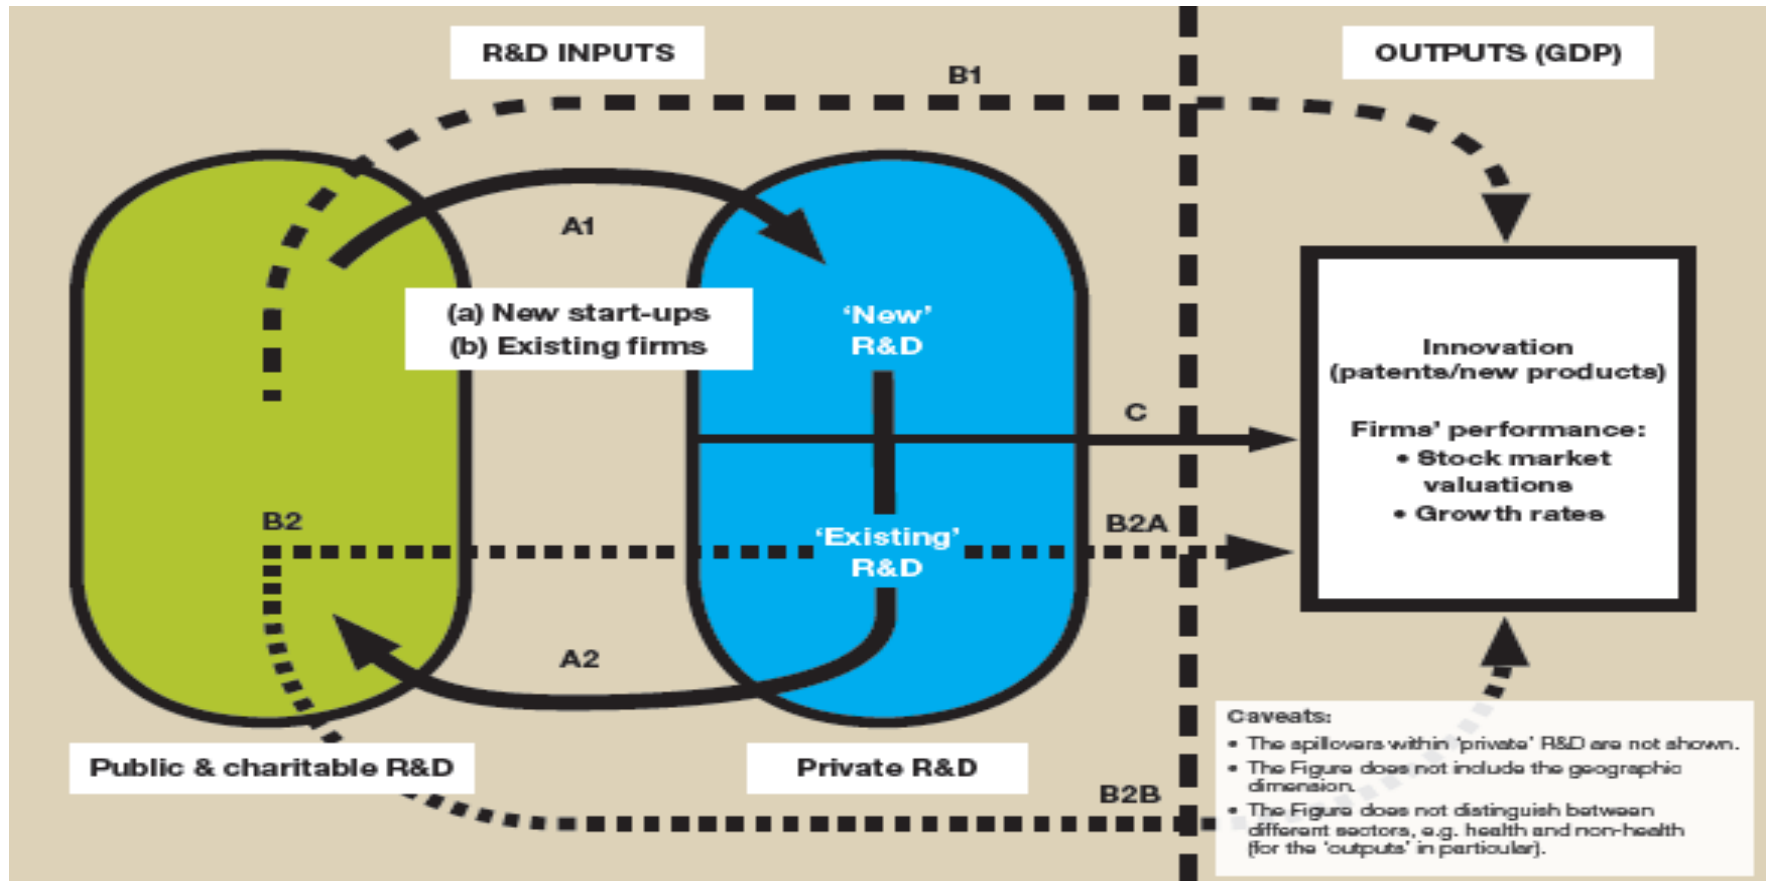 R&D INPUTS
OUTPUTS (GDP)
B1
A1
(a) New start-ups
(b) Existing firms
‘New’
R&D
Innovation
(patents/new products)
Firms’ performance:
• Stock market
valuations
• Growth rates
C
B2
B2A
‘Existing’
R&D
A2
Public & charitable R&D
Private R&D
B2B
Caveats:
• The spillovers within ‘private’ R&D are not shown.
• The Figure does not include the geographic
dimension.
• The Figure does not distinguish between
different sectors, e.g. health and non-health
(for the ‘outputs’ in particular).